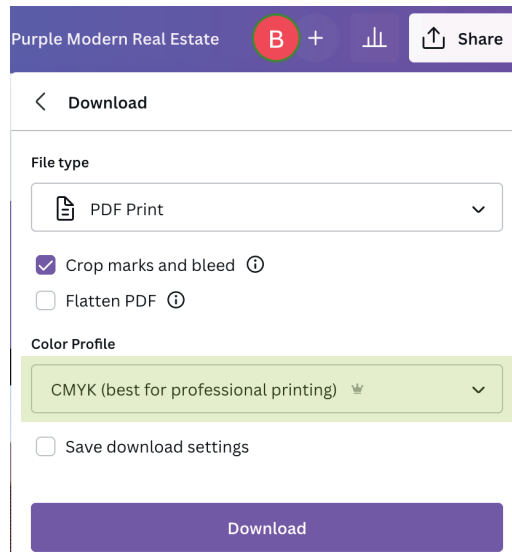 Purple Modern Real Estate B + Share
Download
File type
PDF Print
Crop marks and bleed
Flatten PDF
Color Profile
CMYK (best for professional printing)
Save download settings
Download